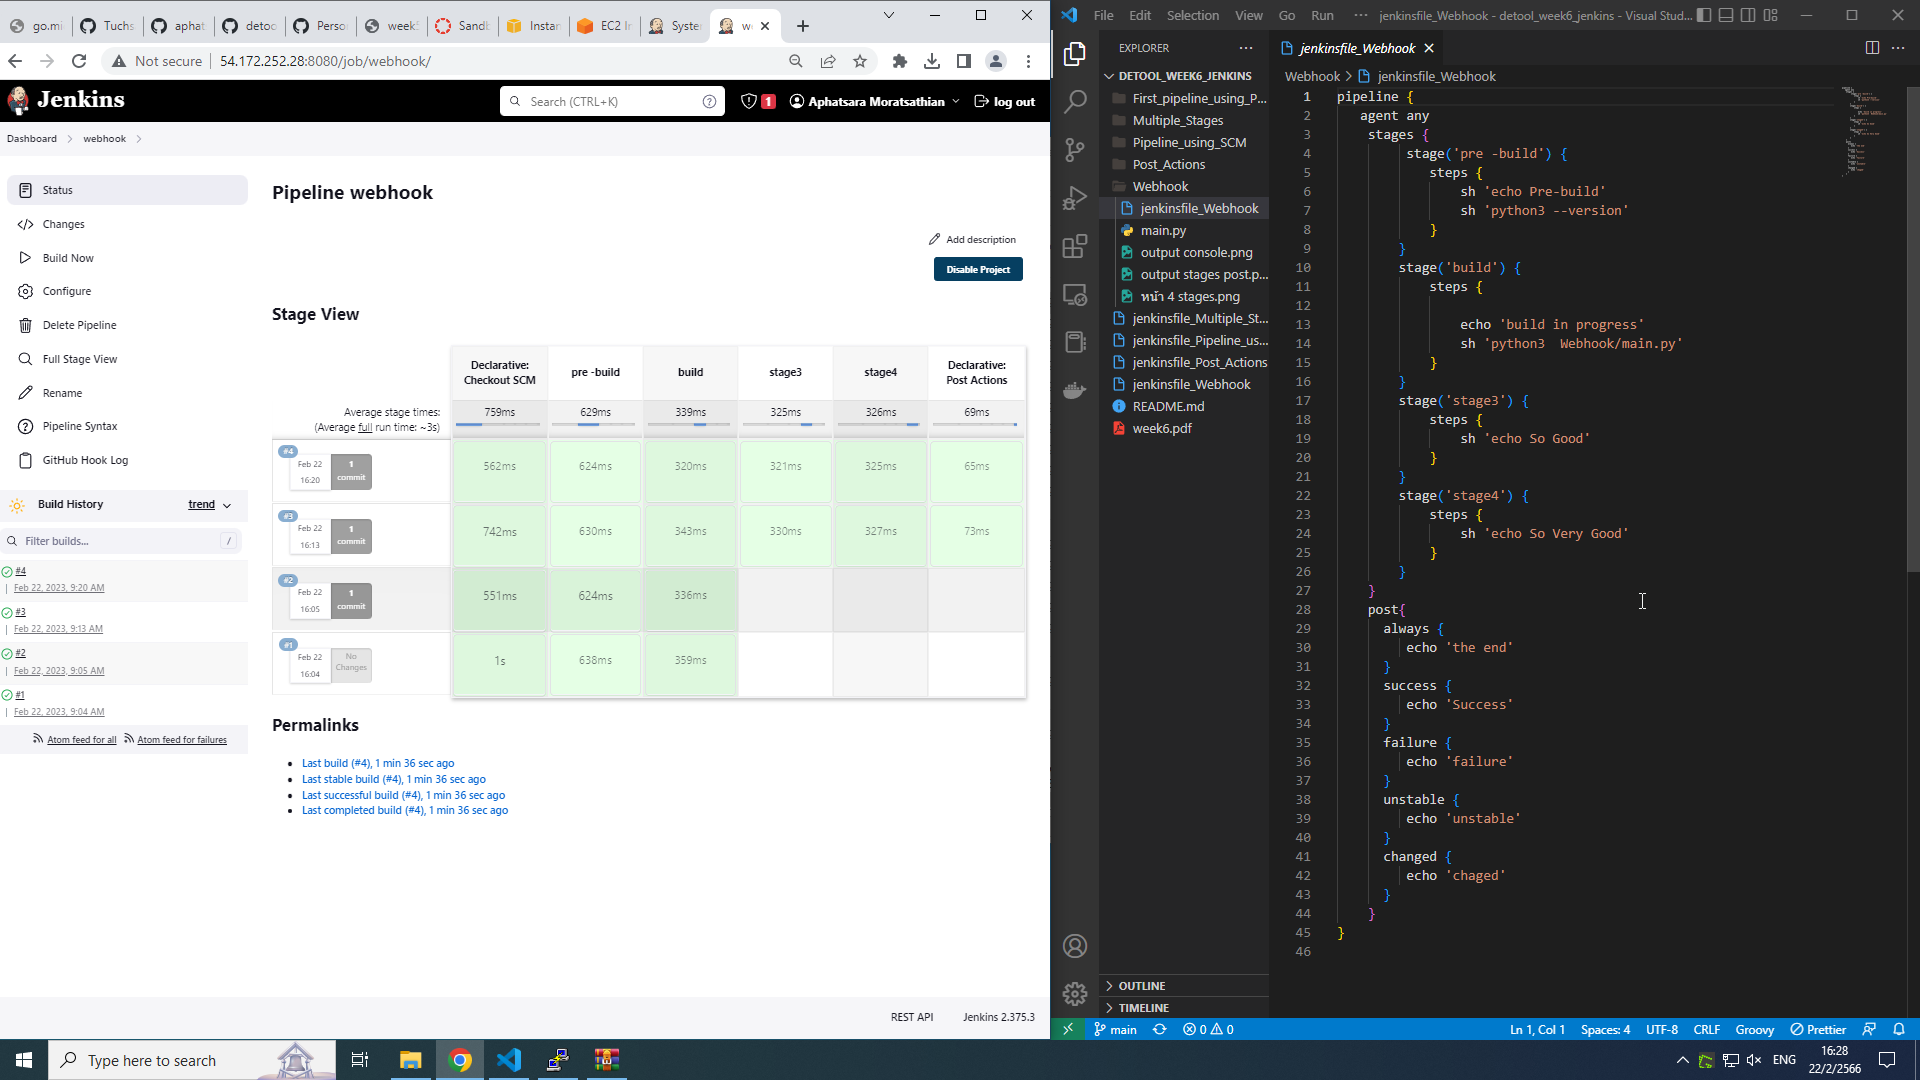 go.mi
Tuchs
aphat
detoo
Perso
week
Sandb
Instan
EC2 In
Syste
w
Not secure
54.172.252.28:8080/job/webhook/
Jenkins
Search (CTRL+K)
1
Apphatsara Moratsathian
log out
Dashboard
webhook
Status
Changes
Build Now
Configure
Delete Pipeline
Full Stage View
Rename
Pipeline Syntax
GitHub Hook Log
Build History
trend
Filter builds...
/
#4
Feb 22, 2023, 9:20 AM
#3
Feb 22, 2023, 9:13 AM
#2
Feb 22, 2023, 9:05 AM
#1
Feb 22, 2023, 9:04 AM
Atom feed for all
Atom feed for failures
Pipeline webhook
Add description
Disable Project
Stage View
Declarative: Checkout SCM
pre -build
build
stage3
stage4
Declarative: Post Actions
Average stage times:
(Average full run time: ~3s)
759ms
629ms
339ms
325ms
326ms
69ms
#4
Feb 22
16:20
1
commit
562ms
624ms
320ms
321ms
325ms
65ms
#3
Feb 22
16:13
1
commit
742ms
630ms
343ms
330ms
327ms
73ms
#2
Feb 22
16:05
1
commit
551ms
624ms
336ms
#1
Feb 22
16:04
No
Changes
1s
638ms
359ms
Permalinks
Last build (#4), 1 min 36 sec ago
Last stable build (#4), 1 min 36 sec ago
Last successful build (#4), 1 min 36 sec ago
Last completed build (#4), 1 min 36 sec ago
REST API
Jenkins 2.375.3
File Edit Selection View Go Run ··· jenkinsfile_Webhook - detool_week6_jenkins - Visual Stud...
EXPLORER
DETOOL_WEEK6_JENKINS
First_pipeline_using_P...
Multiple_Stages
Pipeline_using_SCM
Post_Actions
Webhook
jenkinsfile_Webhook
main.py
output console.png
output stages post.p...
หน้า 4 stages.png
jenkinsfile_Multiple_St...
jenkinsfile_Pipeline_us...
jenkinsfile_Post_Actions
jenkinsfile_Webhook
README.md
week6.pdf
OUTLINE
TIMELINE
jenkinsfile_Webhook
Webhook > jenkinsfile_Webhook
1 pipeline {
2 agent any
3 stages {
4 stage('pre -build') {
5 steps {
6 sh 'echo Pre-build'
7 sh 'python3 --version'
8 }
9 }
10 stage('build') {
11 steps {
12
13 echo 'build in progress'
14 sh 'python3  Webhook/main.py'
15 }
16 }
17 stage('stage3') {
18 steps {
19 sh 'echo So Good'
20 }
21 }
22 stage('stage4') {
23 steps {
24 sh 'echo So Very Good'
25 }
26 }
27 }
28 post{
29 always {
30 echo 'the end'
31 }
32 success {
33 echo 'Success'
34 }
35 failure {
36 echo 'failure'
37 }
38 unstable {
39 echo 'unstable'
40 }
41 changed {
42 echo 'chaged'
43 }
44 }
45 }
46
main
0
0
Ln 1, Col 1
Spaces: 4
UTF-8
CRLF
Groovy
Prettier
Type here to search
ENG
16:28
22/2/2566